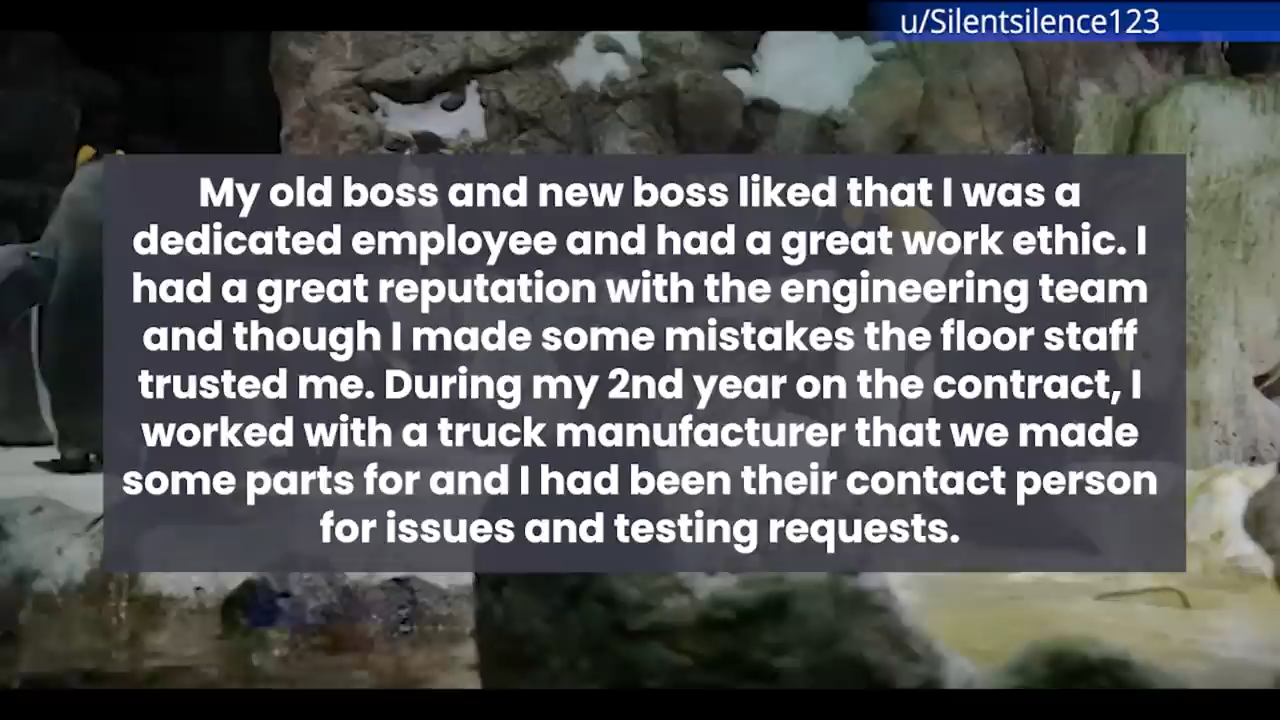 u/Silentsilence123
My old boss and new boss liked that I was a
dedicated employee and had a great work ethic. I
had a great reputation with the engineering team
and though I made some mistakes the floor staff
trusted me. During my 2nd year on the contract, I
worked with a truck manufacturer that we made
some parts for and I had been their contact person
for issues and testing requests.